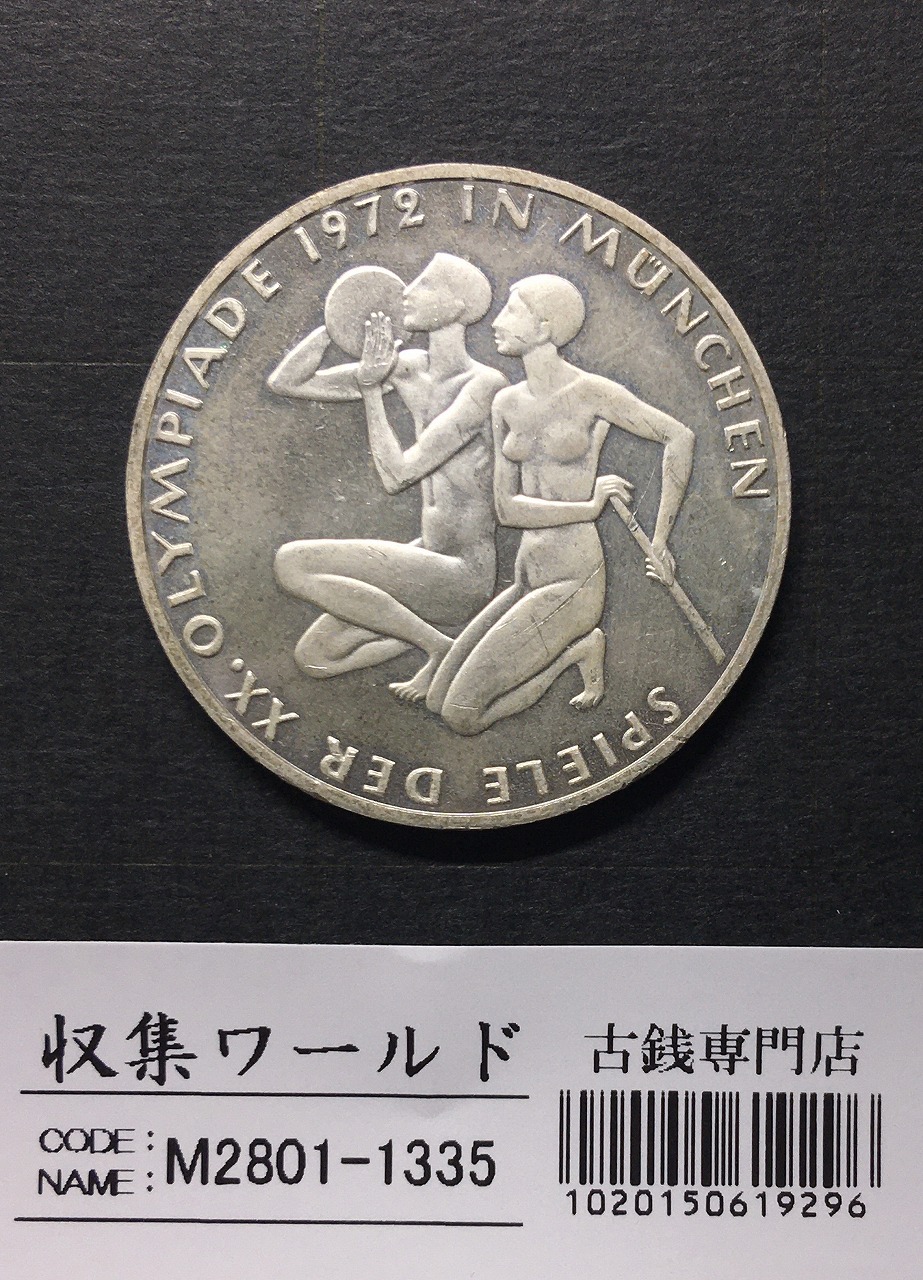 SPIELE DER XX. OLYMPIADE 1972 IN MÜNCHEN
収集ワールド
古銭専門店
CODE:
NAME:
M2801-1335
1020150619296